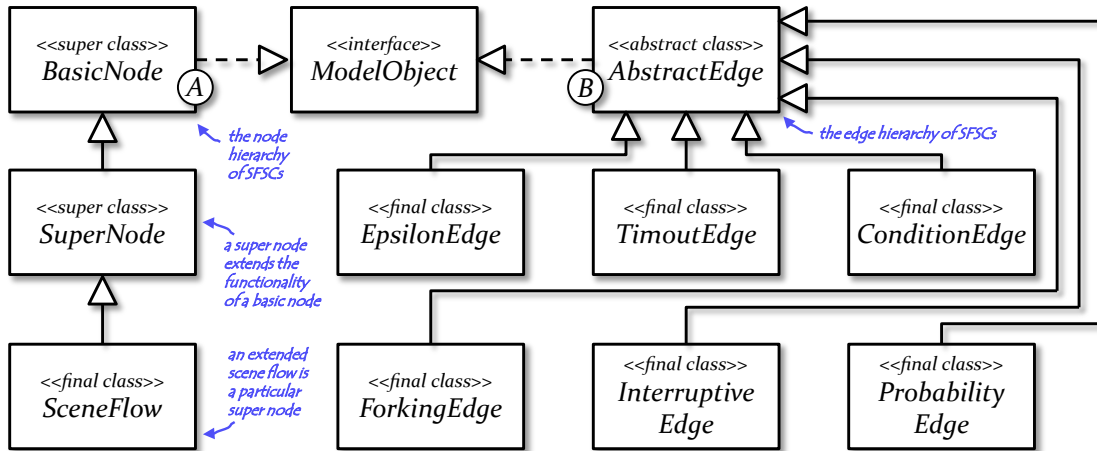 <<super class>>
BasicNode
A
<<interface>>
ModelObject
<<abstract class>>
AbstractEdge
B
the node
hierarchy
of SFSCs
the edge hierarchy of SFSCs
<<super class>>
SuperNode
<<final class>>
EpsilonEdge
<<final class>>
TimoutEdge
<<final class>>
ConditionEdge
a super node
extends the
functionality
of a basic node
<<final class>>
SceneFlow
an extended
scene flow is
a particular
super node
<<final class>>
ForkingEdge
<<final class>>
Interruptive
Edge
<<final class>>
Probability
Edge